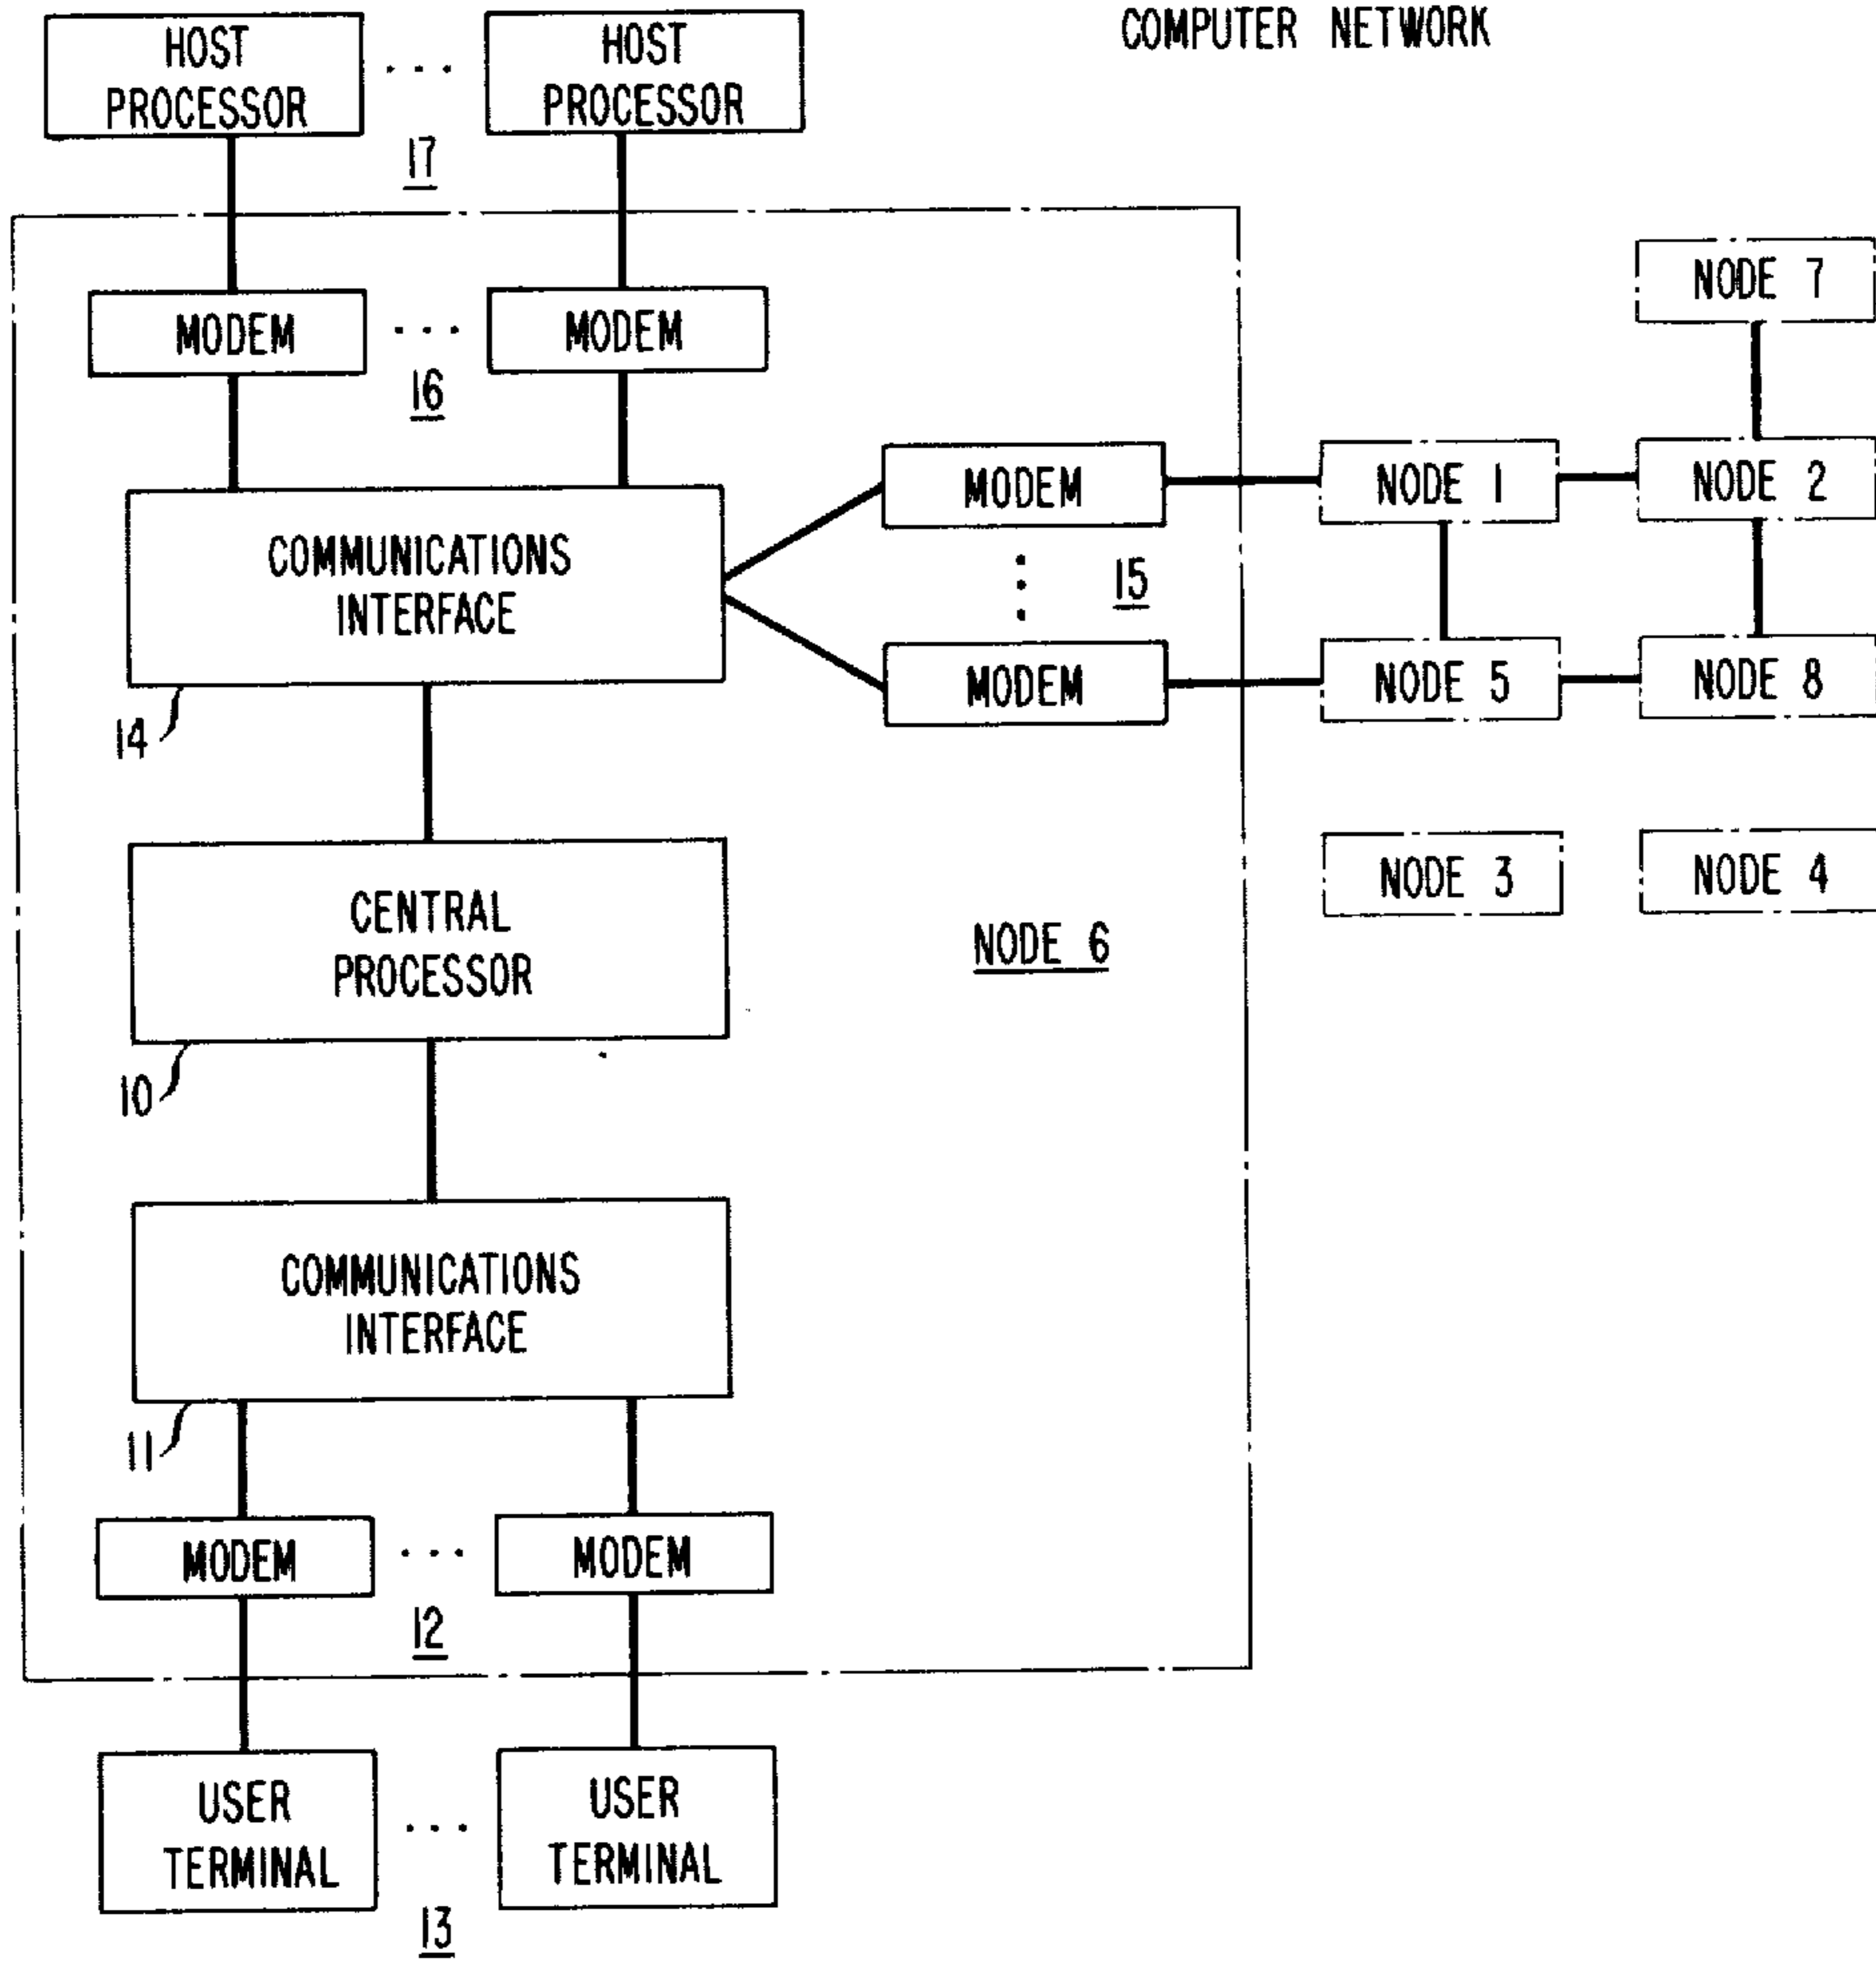 COMPUTER NETWORK
HOST
PROCESSOR
. . .
HOST
PROCESSOR
17
MODEM
. . .
MODEM
16
NODE 7
COMMUNICATIONS
INTERFACE
14
MODEM
15
MODEM
NODE 1
NODE 2
NODE 5
NODE 8
NODE 3
NODE 4
CENTRAL
PROCESSOR
10
NODE 6
COMMUNICATIONS
INTERFACE
11
MODEM
. . .
MODEM
12
USER
TERMINAL
. . .
USER
TERMINAL
13